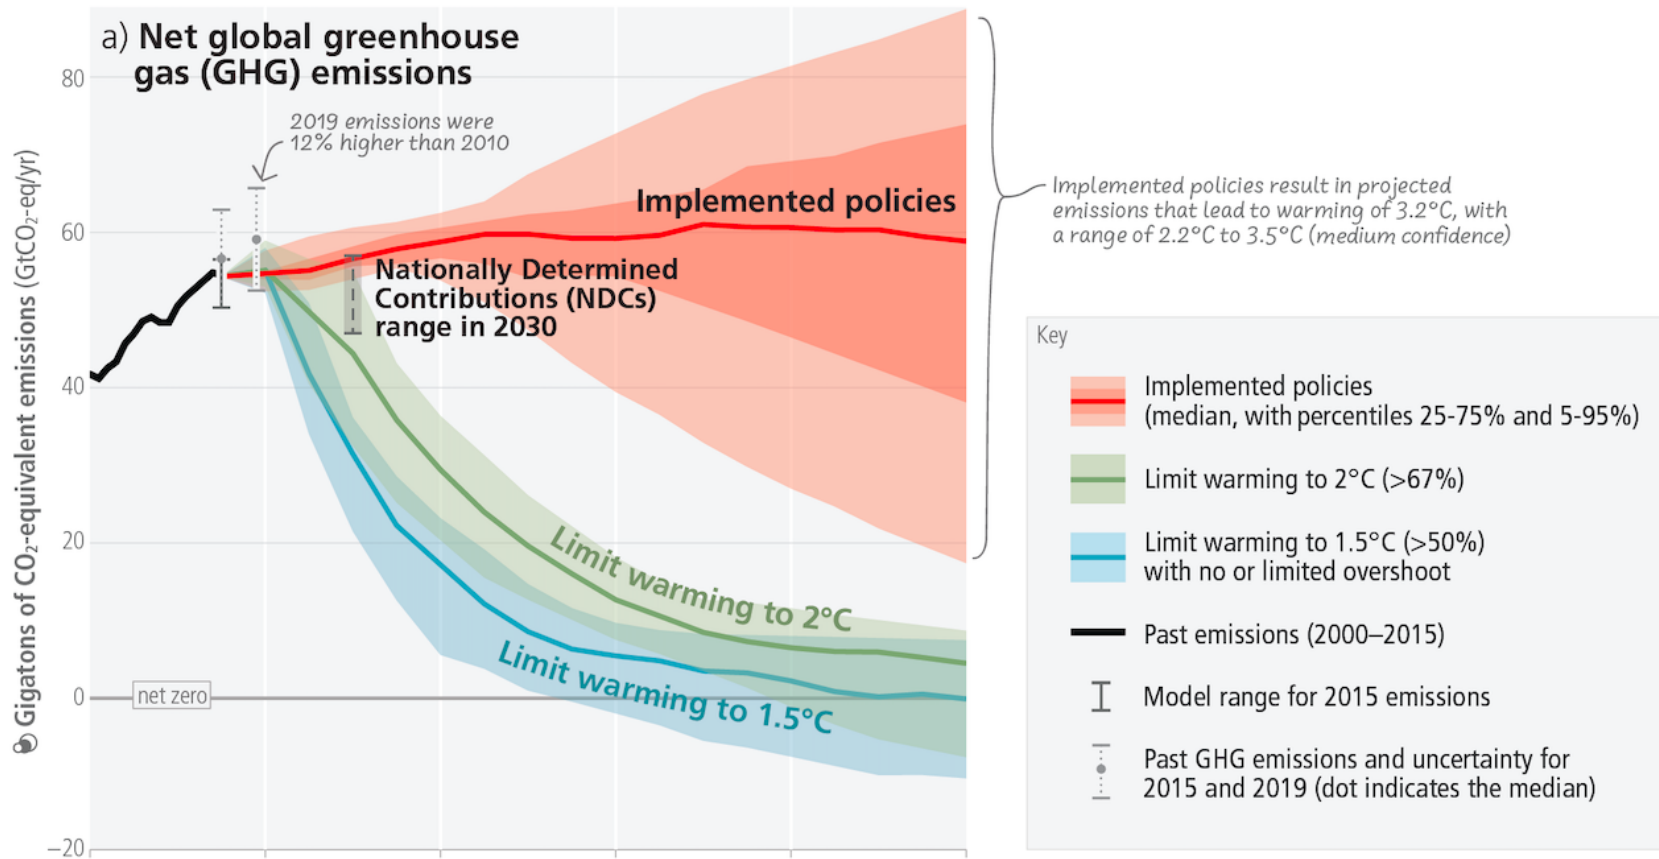 a) Net global greenhouse
gas (GHG) emissions
80
60
40
20
0
−20
Gigatons of CO₂-equivalent emissions (GtCO₂-eq/yr)
2019 emissions were
12% higher than 2010
Implemented policies
Nationally Determined
Contributions (NDCs)
range in 2030
Limit warming to 2°C
Limit warming to 1.5°C
net zero
Implemented policies result in projected
emissions that lead to warming of 3.2°C, with
a range of 2.2°C to 3.5°C (medium confidence)
Key
Implemented policies
(median, with percentiles 25-75% and 5-95%)
Limit warming to 2°C (>67%)
Limit warming to 1.5°C (>50%)
with no or limited overshoot
Past emissions (2000–2015)
Model range for 2015 emissions
Past GHG emissions and uncertainty for
2015 and 2019 (dot indicates the median)